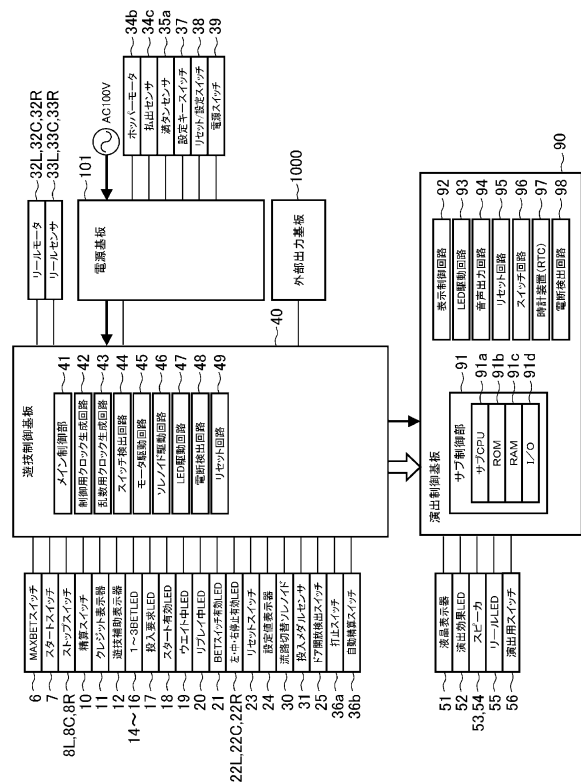 6 MAXBETスイッチ
7 スタートスイッチ
8L,8C,8R ストップスイッチ
10 精算スイッチ
11 クレジット表示器
12 遊技補助表示器
14～16 1～3BETLED
17 投入要求LED
18 スタート有効LED
19 ウエイト中LED
20 リプレイ中LED
21 BETスイッチ有効LED
22L,22C,22R 左・中・右停止有効LED
23 リセットスイッチ
24 設定値表示器
30 流路切替ソレノイド
31 投入メダルセンサ
25 ドア開放検出スイッチ
36a 打止スイッチ
36b 自動精算スイッチ
遊技制御基板
40
メイン制御部 41
制御用クロック生成回路 42
乱数用クロック生成回路 43
スイッチ検出回路 44
モータ駆動回路 45
ソレノイド駆動回路 46
LED駆動回路 47
電断検出回路 48
リセット回路 49
リールモータ 32L,32C,32R
リールセンサ 33L,33C,33R
電源基板
101
AC100V
ホッパーモータ 34b
払出センサ 34c
満タンセンサ 35a
設定キースイッチ 37
リセット/設定スイッチ 38
電源スイッチ 39
外部出力基板
1000
51 液晶表示器
52 演出効果LED
53,54 スピーカ
55 リールLED
56 演出用スイッチ
演出制御基板
90
サブ制御部
91
サブCPU 91a
ROM 91b
RAM 91c
I／O 91d
表示制御回路 92
LED駆動回路 93
音声出力回路 94
リセット回路 95
スイッチ回路 96
時計装置(RTC) 97
電断検出回路 98